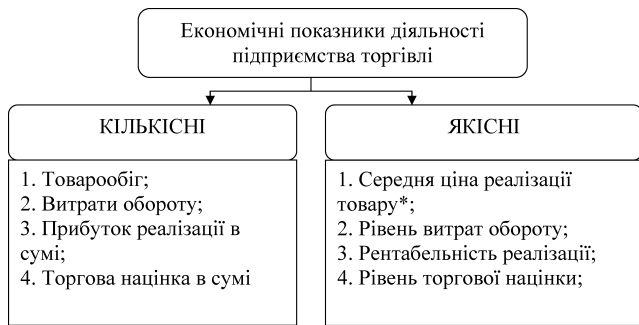 Економічні показники діяльності
підприємства торгівлі
КІЛЬКІСНІ
1. Товарообіг;
2. Витрати обороту;
3. Прибуток реалізації в
сумі;
4. Торгова націнка в сумі
ЯКІСНІ
1. Середня ціна реалізації
товару*;
2. Рівень витрат обороту;
3. Рентабельність реалізації;
4. Рівень торгової націнки;